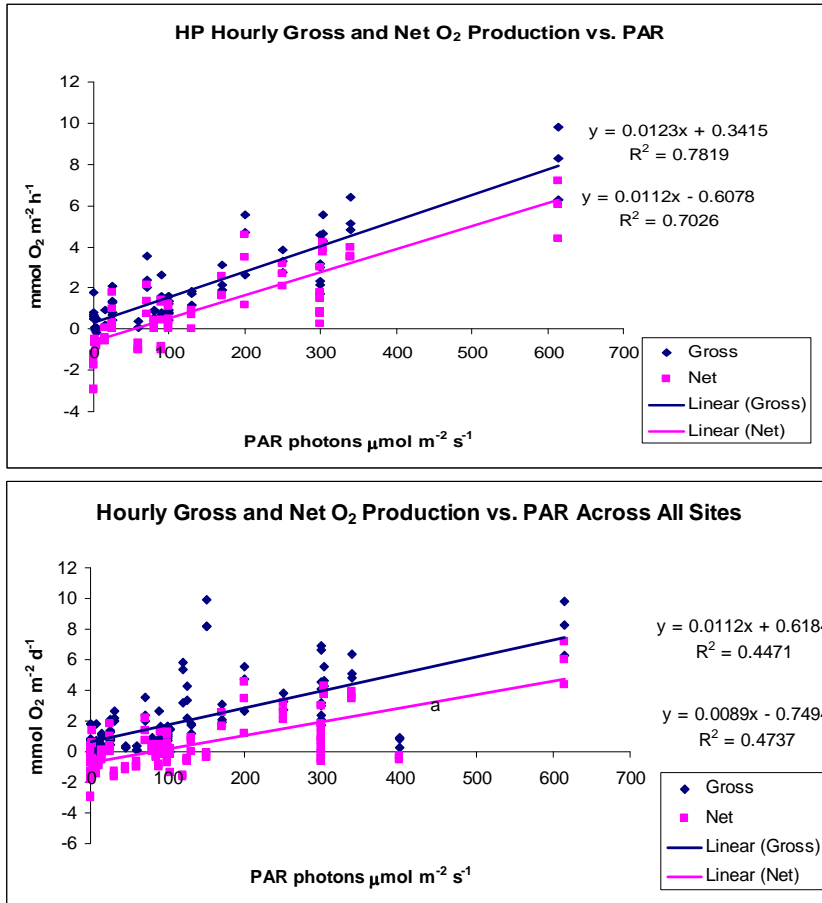 HP Hourly Gross and Net O₂ Production vs. PAR
12
10
8
6
4
2
0
-2
-4
mmol O₂ m⁻² h⁻¹
0 100 200 300 400 500 600 700
PAR photons μmol m⁻² s⁻¹
y = 0.0123x + 0.3415
R² = 0.7819
y = 0.0112x - 0.6078
R² = 0.7026
Gross
Net
Linear (Gross)
Linear (Net)
Hourly Gross and Net O₂ Production vs. PAR Across All Sites
12
10
8
6
4
2
0
-2
-4
-6
mmol O₂ m⁻² d⁻¹
0 100 200 300 400 500 600 700
PAR photons μmol m⁻² s⁻¹
a
y = 0.0112x + 0.6184
R² = 0.4471
y = 0.0089x - 0.7494
R² = 0.4737
Gross
Net
Linear (Gross)
Linear (Net)